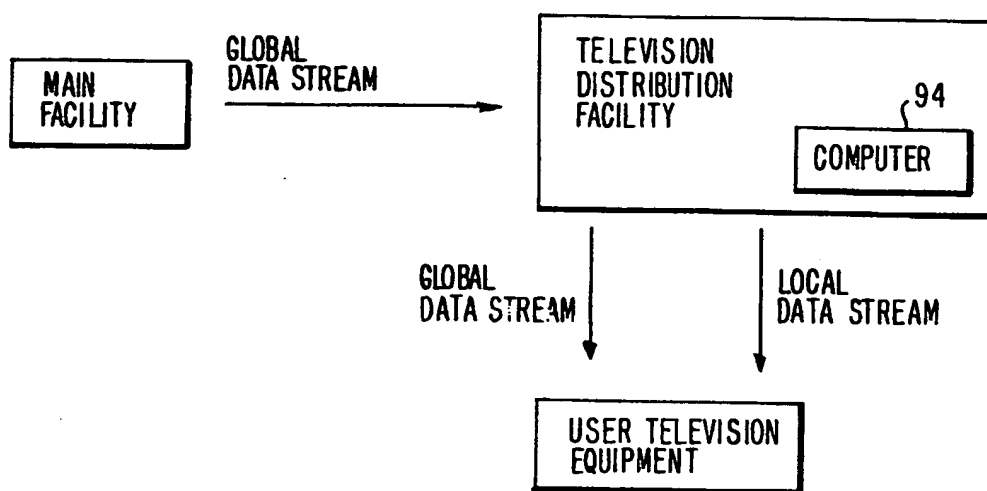 MAIN
FACILITY
GLOBAL
DATA STREAM
TELEVISION
DISTRIBUTION
FACILITY
94
COMPUTER
GLOBAL
DATA STREAM
LOCAL
DATA STREAM
USER TELEVISION
EQUIPMENT